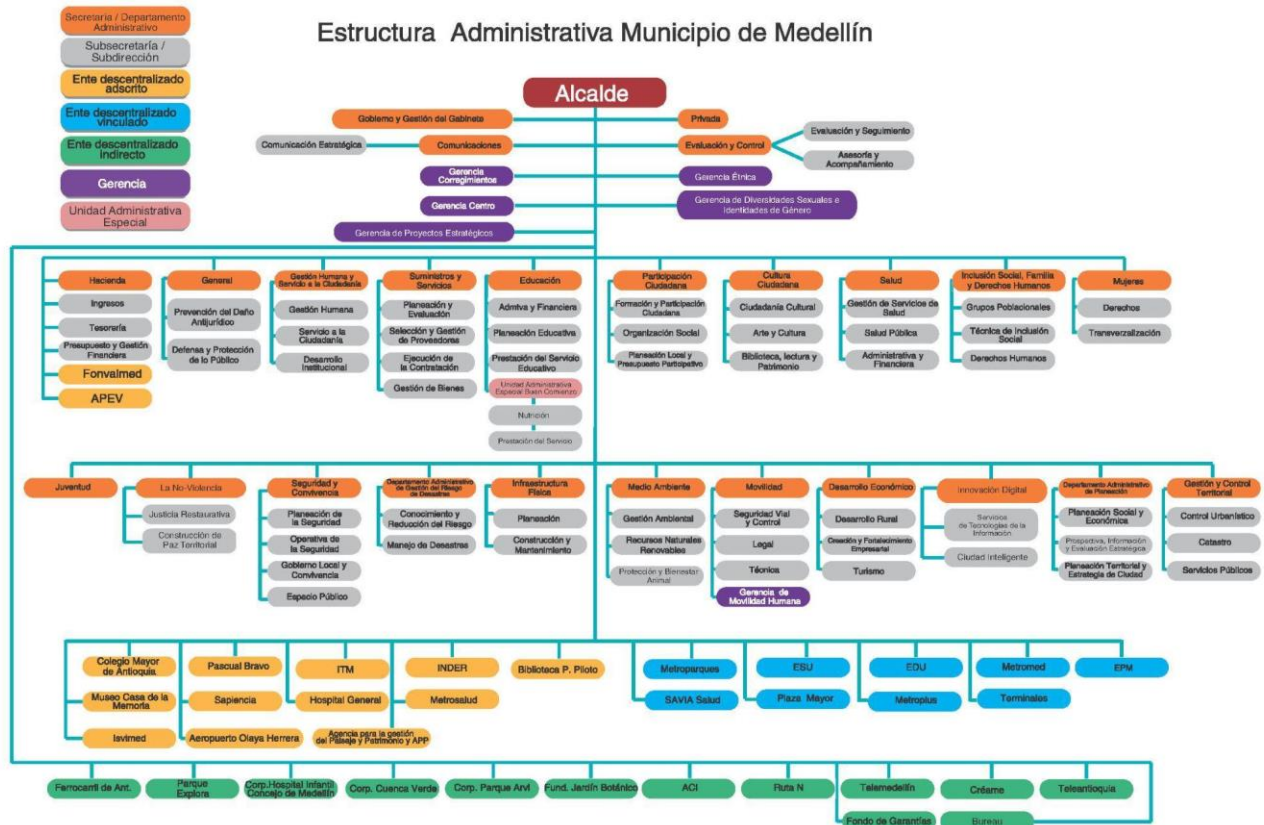 Secretaría / Departamento
Administrativo
Subsecretaría /
Subdirección
Ente descentralizado
adscrito
Ente descentralizado
vinculado
Ente descentralizado
indirecto
Gerencia
Unidad Administrativa
Especial
Estructura Administrativa Municipio de Medellín
Alcalde
Gobierno y Gestión del Gabinete
Privada
Comunicación Estratégica
Comunicaciones
Evaluación y Control
Evaluación y Seguimiento
Asesoría y
Acompañamiento
Gerencia
Corregimientos
Gerencia Étnica
Gerencia Centro
Gerencia de Diversidades Sexuales e
Identidades de Género
Gerencia de Proyectos Estratégicos
Hacienda
Ingresos
Tesorería
Presupuesto y Gestión
Financiera
Fonvalmed
APEV
General
Prevención del Daño
Antijurídico
Defensa y Protección
de lo Público
Gestión Humana y
Servicio a la Ciudadanía
Gestión Humana
Servicio a la
Ciudadanía
Desarrollo
Institucional
Suministros y
Servicios
Planeación y
Evaluación
Selección y Gestión
de Proveedores
Ejecución de
la Contratación
Gestión de Bienes
Educación
Admtva y Financiera
Planeación Educativa
Prestación del Servicio
Educativo
Unidad Administrativa
Especial Buen Comienzo
Nutrición
Prestación del Servicio
Participación
Ciudadana
Formación y Participación
Ciudadana
Organización Social
Planeación Local y
Presupuesto Participativo
Cultura
Ciudadana
Ciudadanía Cultural
Arte y Cultura
Biblioteca, lectura y
Patrimonio
Salud
Gestión de Servicios de
Salud
Salud Pública
Administrativa y
Financiera
Inclusión Social, Familia
y Derechos Humanos
Grupos Poblacionales
Técnica de Inclusión
Social
Derechos Humanos
Mujeres
Derechos
Transveralización
Juventud
La No-Violencia
Justicia Restaurativa
Construcción de
Paz Territorial
Seguridad y
Convivencia
Planeación de
la Seguridad
Operativa de
la Seguridad
Gobierno Local y
Convivencia
Espacio Público
Departamento Administrativo
de Gestión del Riesgo
de Desastres
Conocimiento y
Reducción del Riesgo
Manejo de Desastres
Infraestructura
Física
Planeación
Construcción y
Mantenimiento
Medio Ambiente
Gestión Ambiental
Recursos Naturales
Renovables
Protección y Bienestar
Animal
Movilidad
Seguridad Vial
y Control
Legal
Técnica
Gerencia de
Movilidad Humana
Desarrollo Económico
Desarrollo Rural
Creación y Fortalecimiento
Empresarial
Turismo
Innovación Digital
Servicios
de Tecnologías de la
Información
Ciudad Inteligente
Departamento Administrativo
de Planeación
Planeación Social y
Económica
Prospectiva, Información
y Evaluación Estratégica
Planeación Territorial y
Estrategia de Ciudad
Gestión y Control
Territorial
Control Urbanístico
Catastro
Servicios Públicos
Colegio Mayor
de Antioquia
Pascual Bravo
ITM
INDER
Biblioteca P. Piloto
Metroparques
ESU
EDU
Metromed
EPM
Museo Casa de la
Memoria
Sapiencia
Hospital General
Metrosalud
SAVIA Salud
Plaza Mayor
Metroplus
Terminales
Isvimed
Aeropuerto Olaya Herrera
Agencia para la gestión
del Paisaje y Patrimonio y APP
Ferrocarril de Ant.
Parque
Explora
Corp.Hospital Infantil
Concejo de Medellín
Corp. Cuenca Verde
Corp. Parque Arví
Fund. Jardín Botánico
ACI
Ruta N
Telemedellín
Créame
Teleantioquia
Fondo de Garantías
Bureau